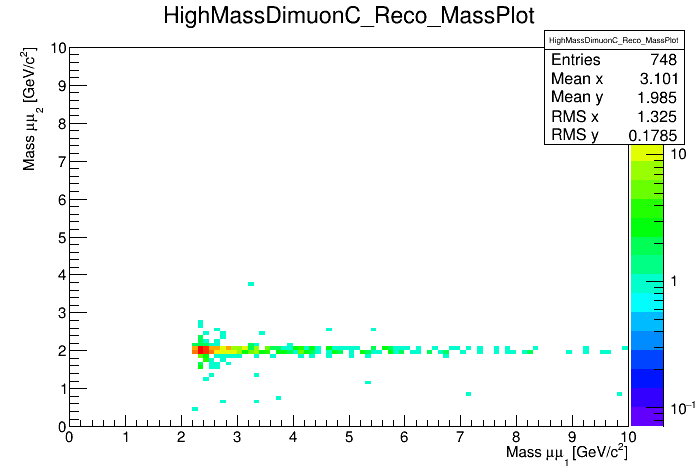 HighMassDimuonC_Reco_MassPlot
HighMassDimuonC_Reco_MassPlot
Entries 748
Mean x 3.101
Mean y 1.985
RMS x 1.325
RMS y 0.1785
Mass μμ₂ [GeV/c²]
10
9
8
7
6
5
4
3
2
1
0
0 1 2 3 4 5 6 7 8 9 10
Mass μμ₁ [GeV/c²]
10
1
10⁻¹